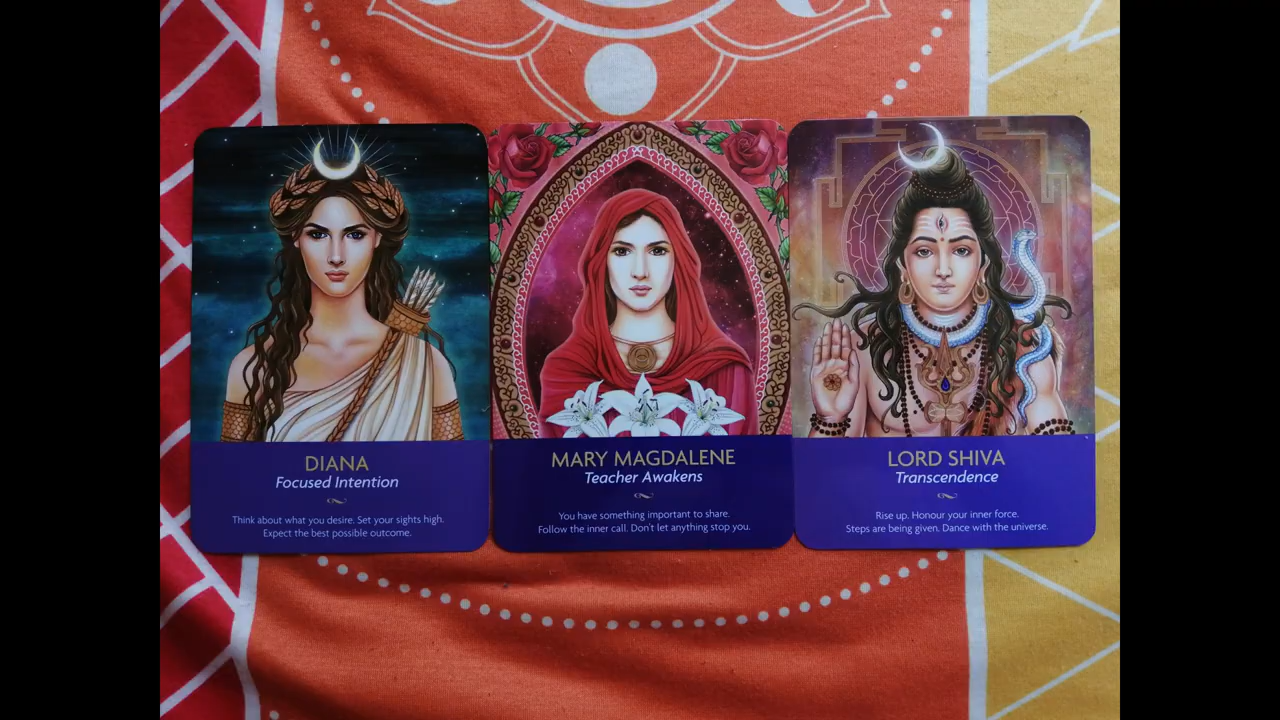 DIANA
Focused Intention
Think about what you desire. Set your sights high.
Expect the best possible outcome.
MARY MAGDALENE
Teacher Awakens
You have something important to share.
Follow the inner call. Don't let anything stop you.
LORD SHIVA
Transcendence
Rise up. Honour your inner force.
Steps are being given. Dance with the universe.